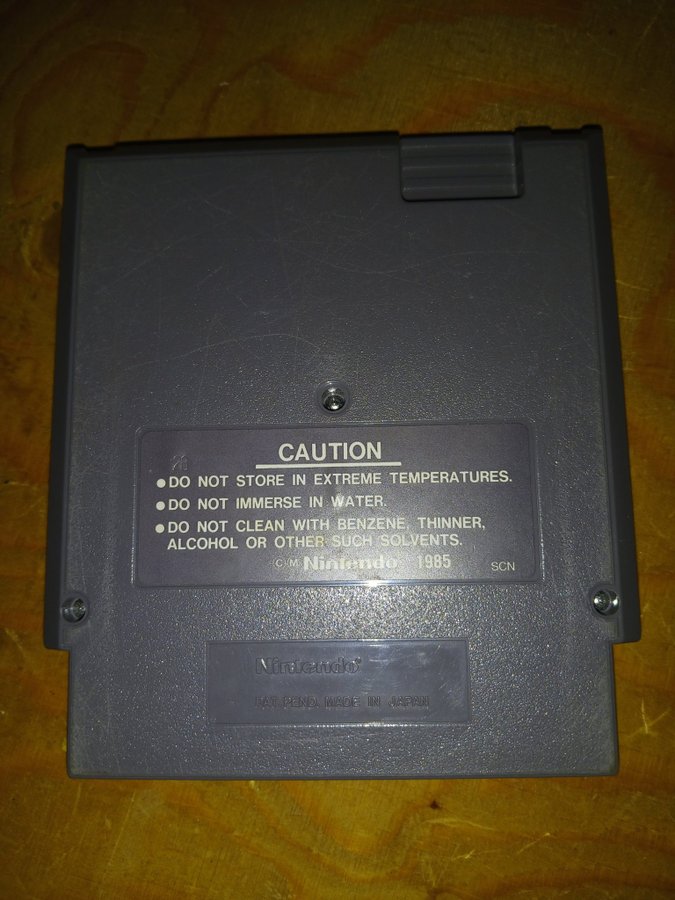 CAUTION
●DO NOT STORE IN EXTREME TEMPERATURES.
●DO NOT IMMERSE IN WATER.
●DO NOT CLEAN WITH BENZENE, THINNER,
ALCOHOL OR OTHER SUCH SOLVENTS.
C/M Nintendo® 1985
SCN
Nintendo®
PAT. PEND. MADE IN JAPAN